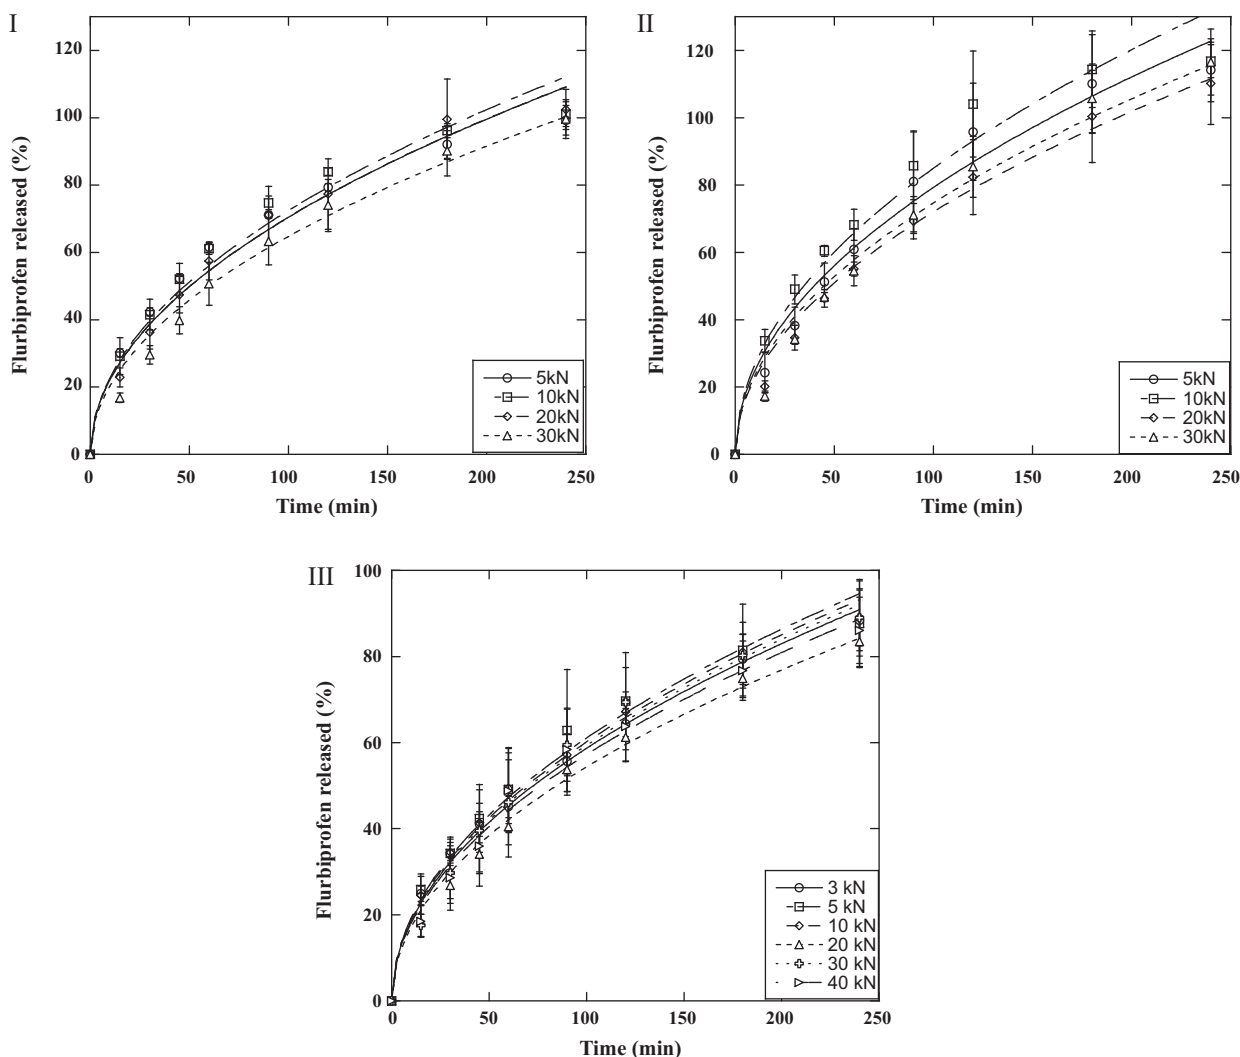 I
120
100
80
60
40
20
0
Flurbiprofen released (%)
5kN
10kN
20kN
30kN
0 50 100 150 200 250
Time (min)
II
120
100
80
60
40
20
0
Flurbiprofen released (%)
5kN
10kN
20kN
30kN
0 50 100 150 200 250
Time (min)
III
100
80
60
40
20
0
Flurbiprofen released (%)
3 kN
5 kN
10 kN
20 kN
30 kN
40 kN
0 50 100 150 200 250
Time (min)